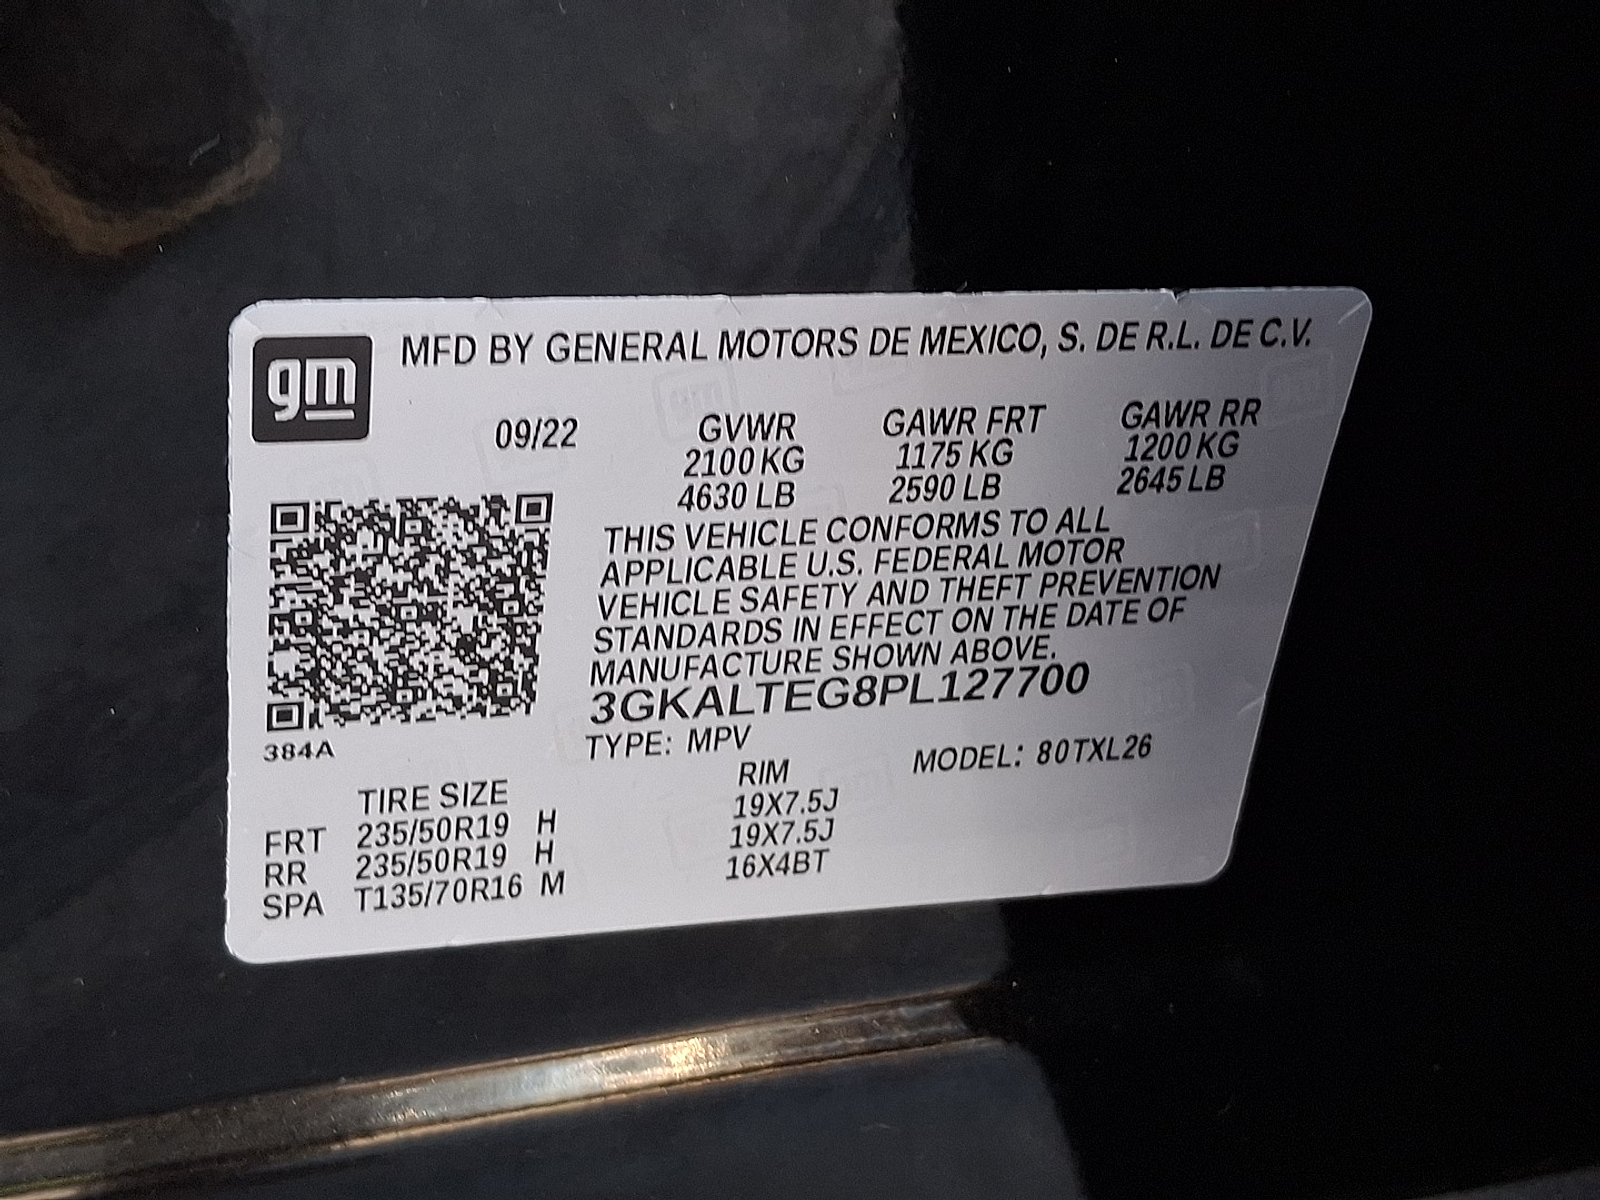 gm MFD BY GENERAL MOTORS DE MEXICO, S. DE R.L. DE C.V.
09/22 GVWR GAWR FRT GAWR RR
2100 KG 1175 KG 1200 KG
4630 LB 2590 LB 2645 LB
THIS VEHICLE CONFORMS TO ALL
APPLICABLE U.S. FEDERAL MOTOR
VEHICLE SAFETY AND THEFT PREVENTION
STANDARDS IN EFFECT ON THE DATE OF
MANUFACTURE SHOWN ABOVE.
3GKALTEG8PL127700
384A TYPE: MPV MODEL: 80TXL26
TIRE SIZE RIM
FRT 235/50R19 H 19X7.5J
RR 235/50R19 H 19X7.5J
SPA T135/70R16 M 16X4BT